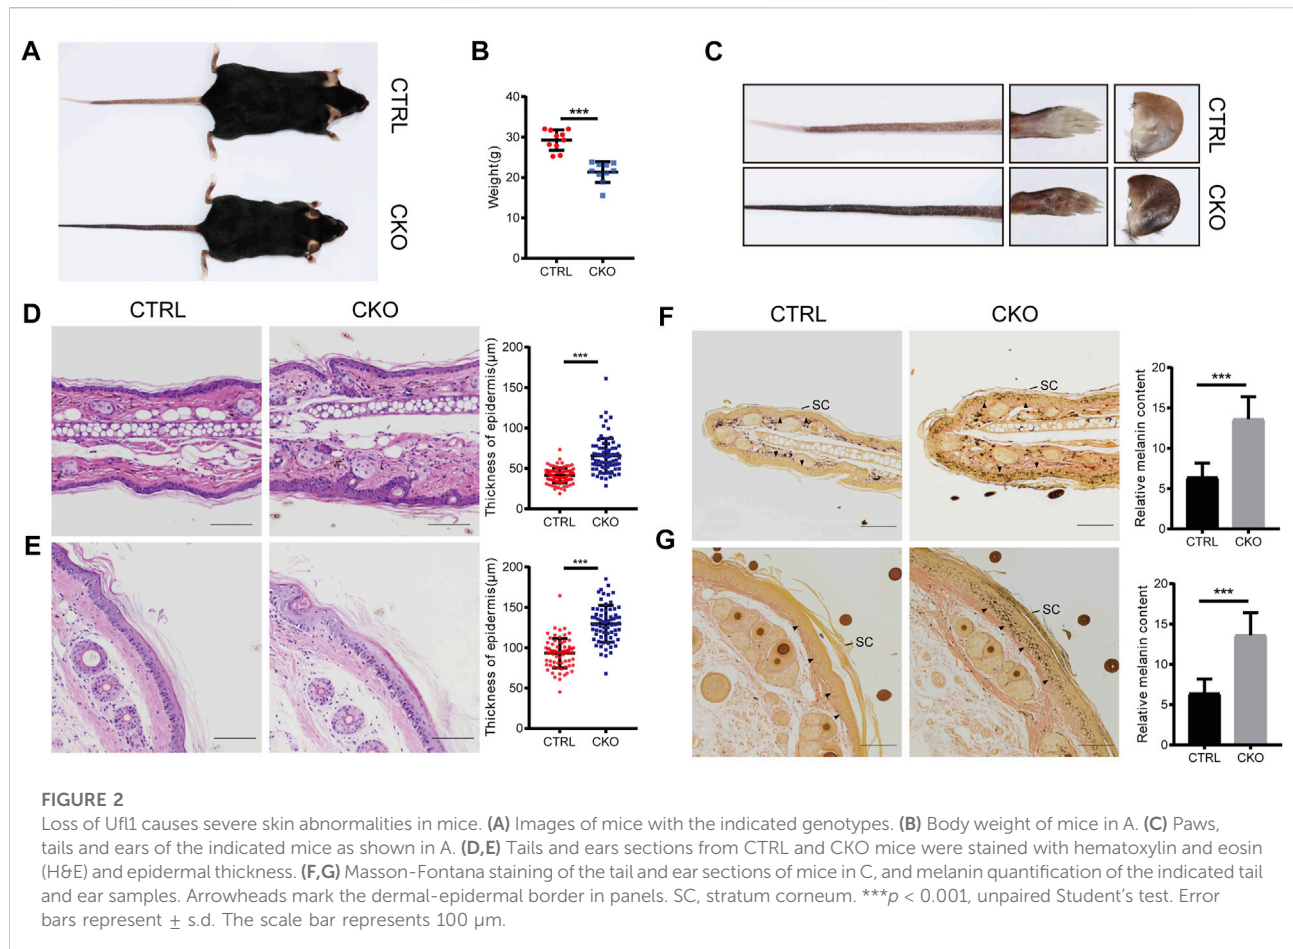 A
CTRL
CKO
B
***
40
30
20
10
0
Weight(g)
CTRL CKO
C
CTRL
CKO
D
CTRL CKO
Thickness of epidermis(μm)
200
150
100
50
0
***
CTRL CKO
E
Thickness of epidermis(μm)
200
150
100
50
0
***
CTRL CKO
F
CTRL CKO
SC
SC
Relative melanin content
20
15
10
5
0
***
CTRL CKO
G
SC
SC
Relative melanin content
20
15
10
5
0
***
CTRL CKO
FIGURE 2
Loss of Ufl1 causes severe skin abnormalities in mice. (A) Images of mice with the indicated genotypes. (B) Body weight of mice in A. (C) Paws,
tails and ears of the indicated mice as shown in A. (D,E) Tails and ears sections from CTRL and CKO mice were stained with hematoxylin and eosin
(H&E) and epidermal thickness. (F,G) Masson-Fontana staining of the tail and ear sections of mice in C, and melanin quantification of the indicated tail
and ear samples. Arrowheads mark the dermal-epidermal border in panels. SC, stratum corneum. ***p < 0.001, unpaired Student's test. Error
bars represent ± s.d. The scale bar represents 100 μm.